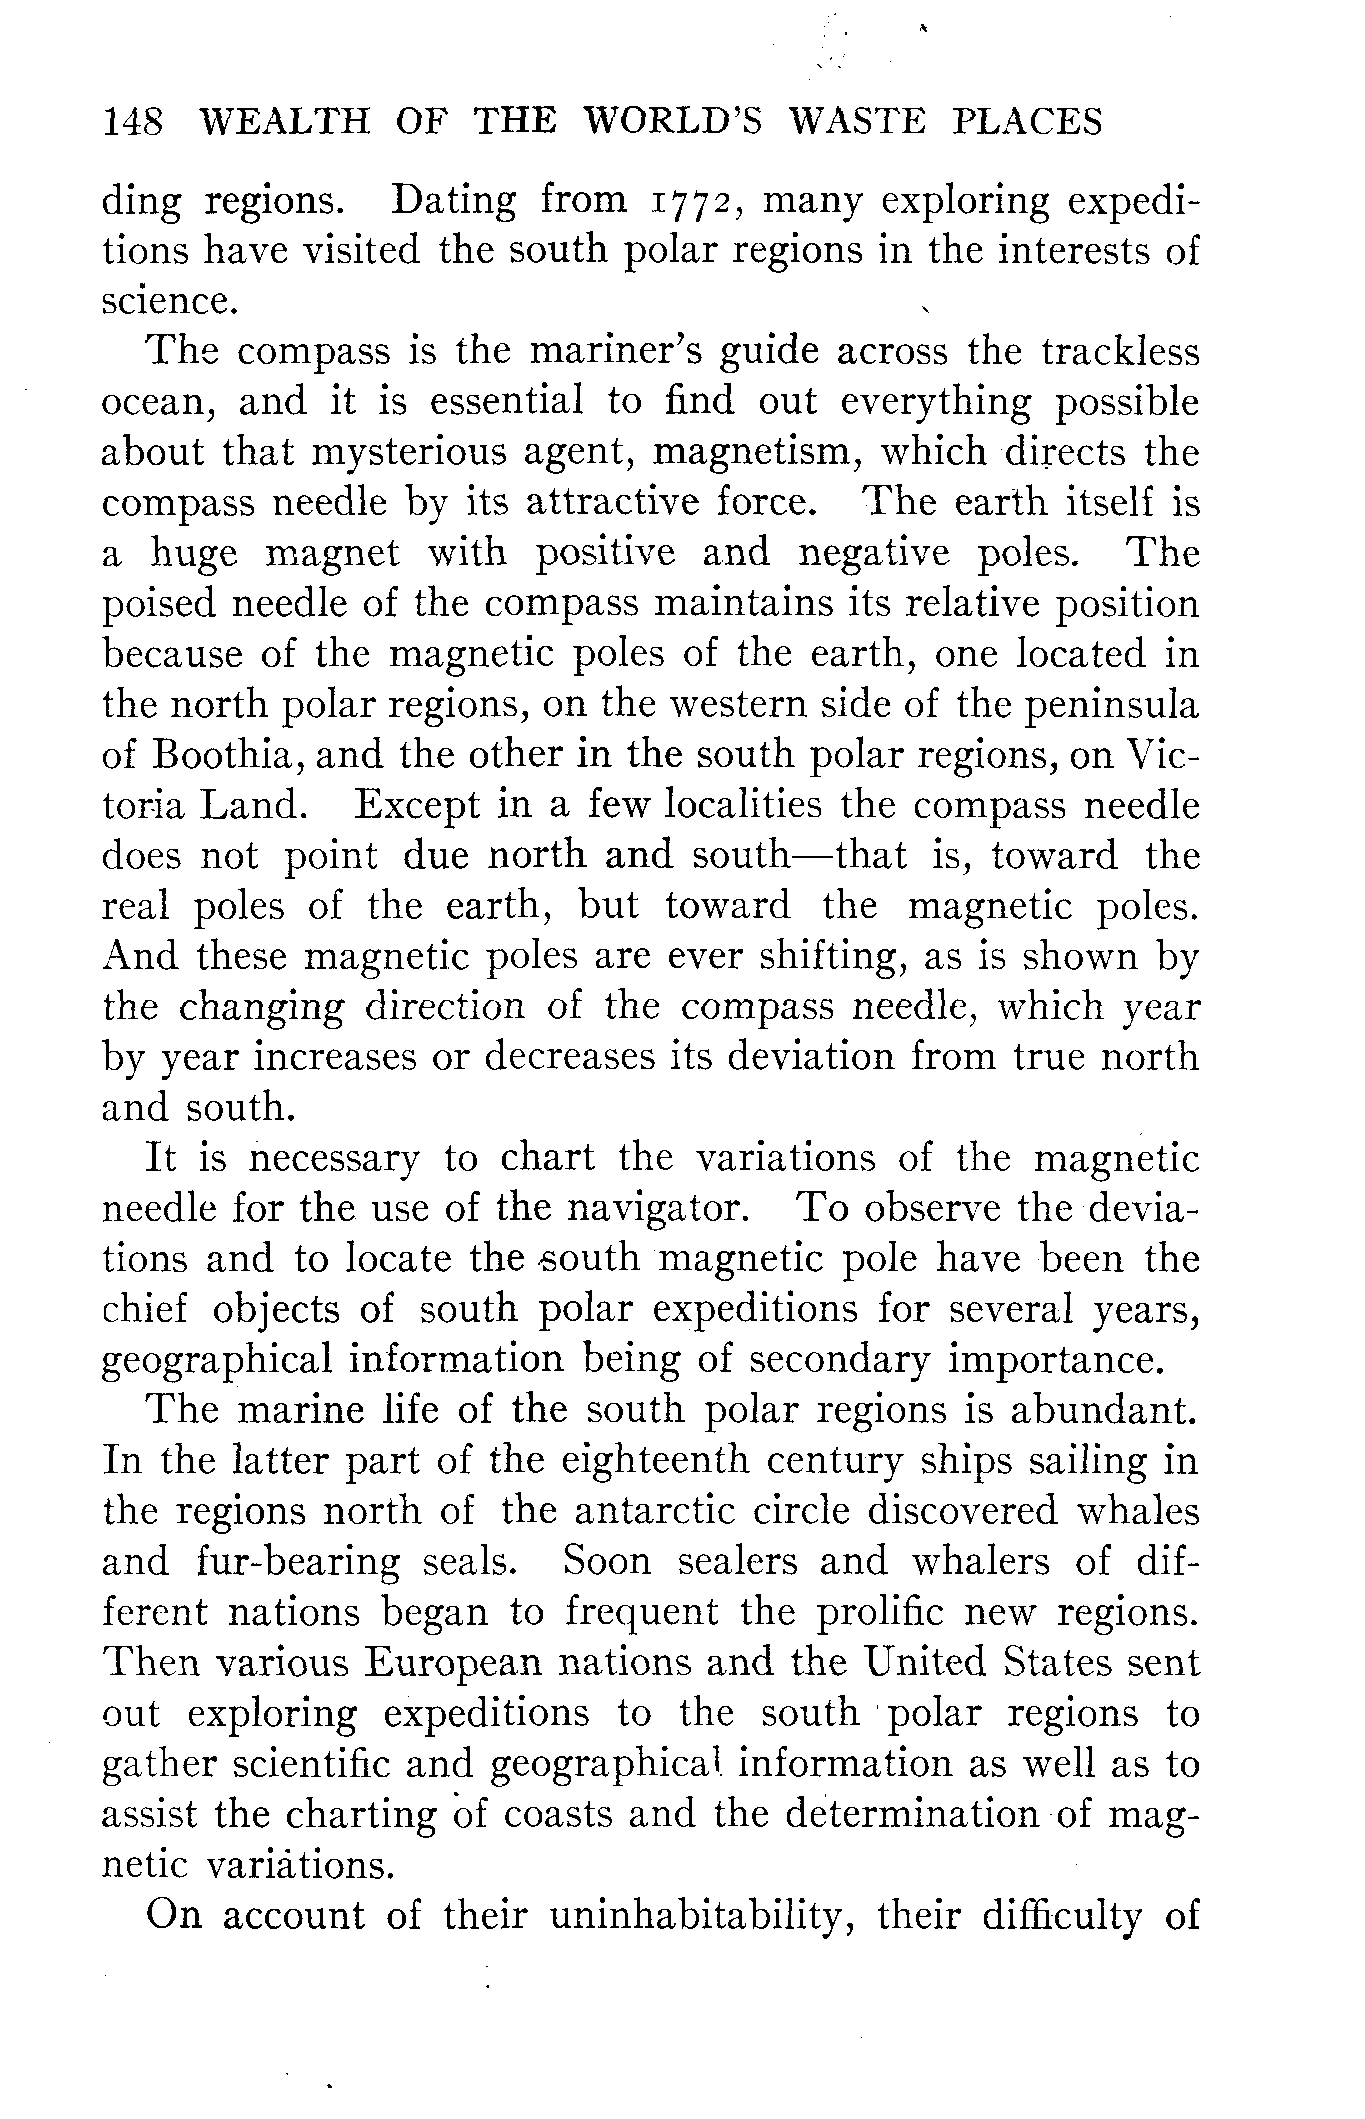 148 WEALTH OF THE WORLD'S WASTE PLACES
ding regions. Dating from 1772, many exploring expedi-
tions have visited the south polar regions in the interests of
science.
The compass is the mariner's guide across the trackless
ocean, and it is essential to find out everything possible
about that mysterious agent, magnetism, which directs the
compass needle by its attractive force. The earth itself is
a huge magnet with positive and negative poles. The
poised needle of the compass maintains its relative position
because of the magnetic poles of the earth, one located in
the north polar regions, on the western side of the peninsula
of Boothia, and the other in the south polar regions, on Vic-
toria Land. Except in a few localities the compass needle
does not point due north and south—that is, toward the
real poles of the earth, but toward the magnetic poles.
And these magnetic poles are ever shifting, as is shown by
the changing direction of the compass needle, which year
by year increases or decreases its deviation from true north
and south.
It is necessary to chart the variations of the magnetic
needle for the use of the navigator. To observe the devia-
tions and to locate the south magnetic pole have been the
chief objects of south polar expeditions for several years,
geographical information being of secondary importance.
The marine life of the south polar regions is abundant.
In the latter part of the eighteenth century ships sailing in
the regions north of the antarctic circle discovered whales
and fur-bearing seals. Soon sealers and whalers of dif-
ferent nations began to frequent the prolific new regions.
Then various European nations and the United States sent
out exploring expeditions to the south polar regions to
gather scientific and geographical information as well as to
assist the charting of coasts and the determination of mag-
netic variations.
On account of their uninhabitability, their difficulty of